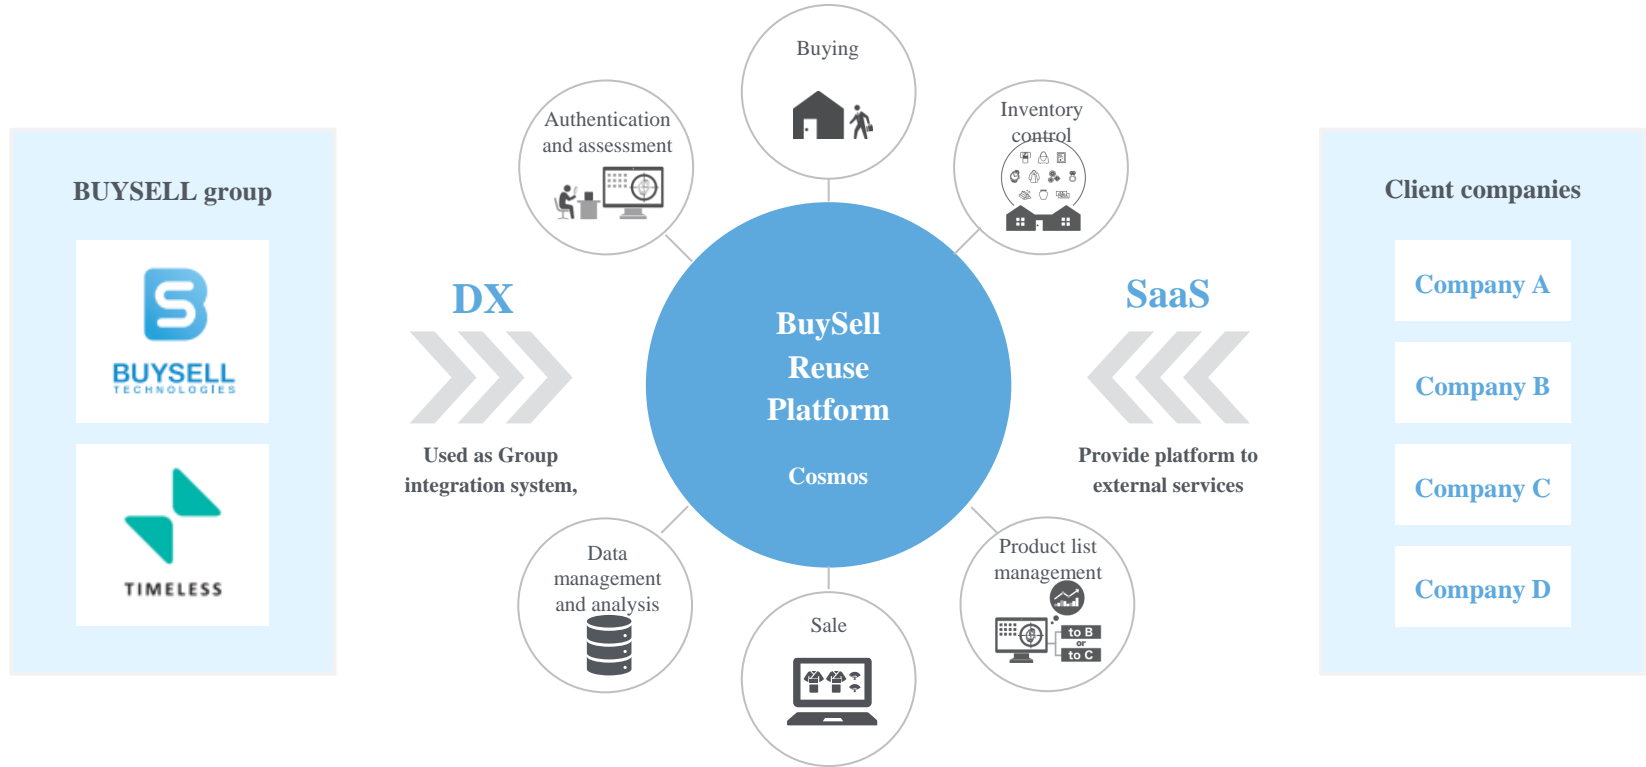 BUYSELL group
BUYSELL
TECHNOLOGIES
TIMELESS
DX
Used as Group
integration system,
Authentication
and assessment
Buying
Inventory
control
BuySell
Reuse
Platform
Cosmos
Data
management
and analysis
Sale
Product list
management
to B
or
to C
SaaS
Provide platform to
external services
Client companies
Company A
Company B
Company C
Company D